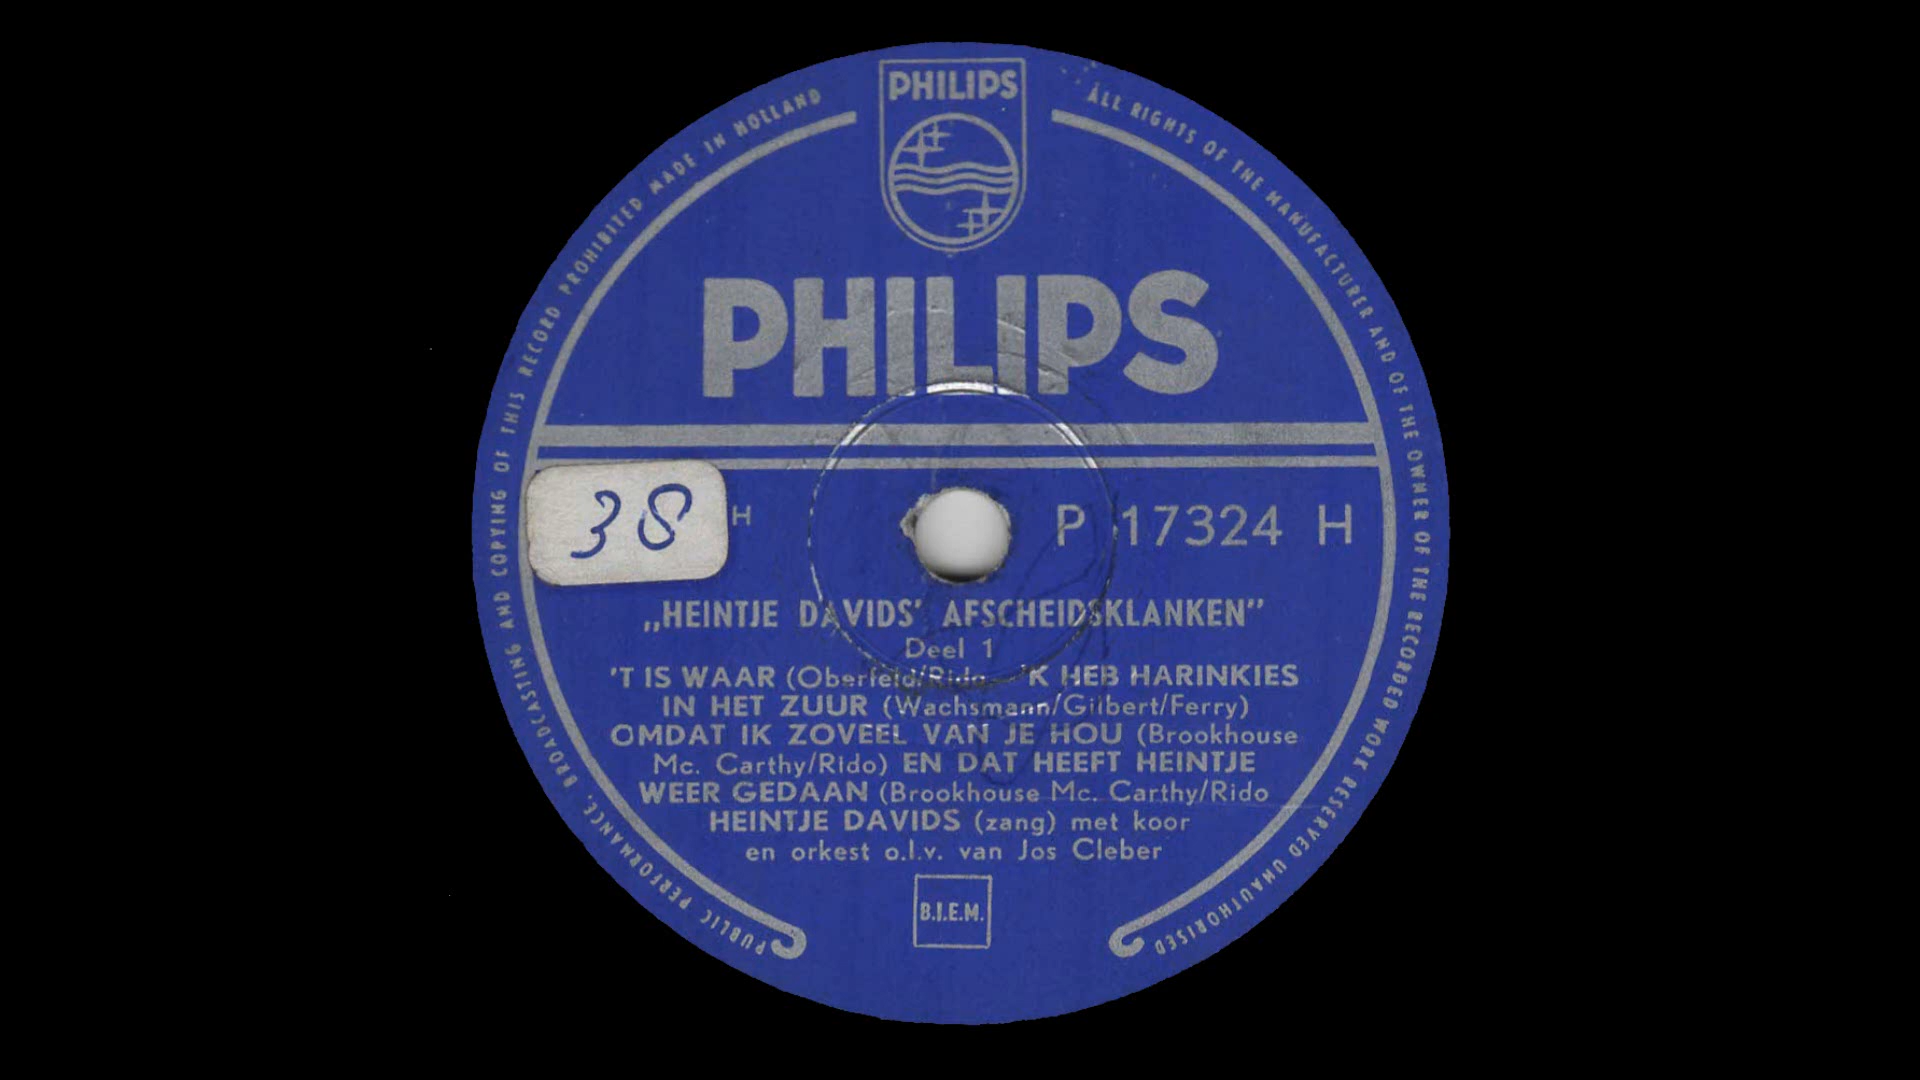 PHILIPS
PUBLIC PERFORMANCE, BROADCASTING AND COPYING OF THIS RECORD PROHIBITED MADE IN HOLLAND
ALL RIGHTS OF THE MANUFACTURER AND OF THE OWNER OF THE RECORDED WORK RESERVED UNAUTHORISED
PHILIPS
38 H P 17324 H
„HEINTJE DAVIDS' AFSCHEIDSKLANKEN"
Deel 1
'T IS WAAR (Oberfeld/Rido 'K HEB HARINKIES
IN HET ZUUR (Wachsmann/Gilbert/Ferry)
OMDAT IK ZOVEEL VAN JE HOU (Brookhouse
Mc. Carthy/Rido) EN DAT HEEFT HEINTJE
WEER GEDAAN (Brookhouse Mc. Carthy/Rido
HEINTJE DAVIDS (zang) met koor
en orkest o.l.v. van Jos Cleber
B.I.E.M.